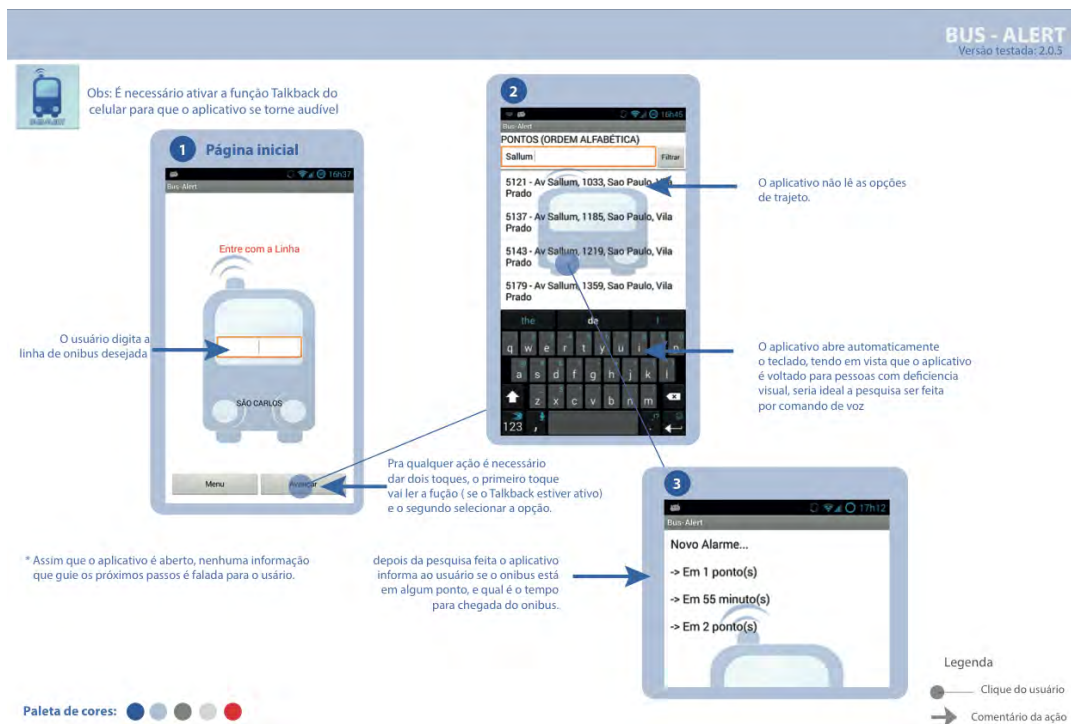 BUS - ALERT
Versão testada: 2.0.5
Obs: É necessário ativar a função Talkback do
celular para que o aplicativo se torne audível
BUS-ALERT
1 Página inicial
16h37
Bus-Alert
Entre com a Linha
SÃO CARLOS
Menu
Avançar
O usuário digita a
linha de onibus desejada
Pra qualquer ação é necessário
dar dois toques, o primeiro toque
vai ler a fução ( se o Talkback estiver ativo)
e o segundo selecionar a opção.
* Assim que o aplicativo é aberto, nenhuma informação
que guie os próximos passos é falada para o usário.
2
16h45
Bus-Alert
PONTOS (ORDEM ALFABÉTICA)
Sallum
Filtrar
5121 - Av Sallum, 1033, Sao Paulo, Vila
Prado
5137 - Av Sallum, 1185, Sao Paulo, Vila
Prado
5143 - Av Sallum, 1219, Sao Paulo, Vila
Prado
5179 - Av Sallum, 1359, Sao Paulo, Vila
Prado
the da I
q w e r t y u i o p
a s d f g h j k l
z x c v b n m
123 , .
O aplicativo não lê as opções
de trajeto.
O aplicativo abre automaticamente
o teclado, tendo em vista que o aplicativo
é voltado para pessoas com deficiencia
visual, seria ideal a pesquisa ser feita
por comando de voz
3
17h12
Bus-Alert
Novo Alarme...
-> Em 1 ponto(s)
-> Em 55 minuto(s)
-> Em 2 ponto(s)
depois da pesquisa feita o aplicativo
informa ao usuário se o onibus está
em algum ponto, e qual é o tempo
para chegada do onibus.
Legenda
Clique do usuário
Comentário da ação
Paleta de cores: